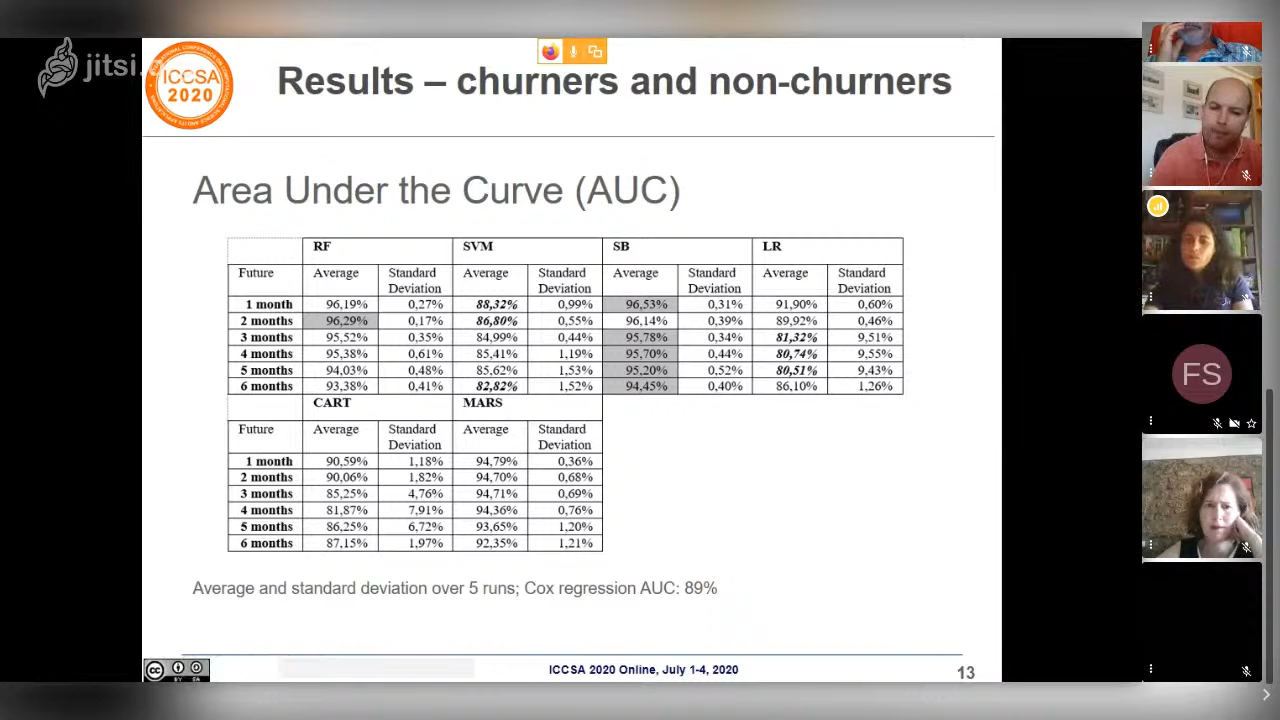 jitsi.
ICCSA
2020
Results – churners and non-churners
Area Under the Curve (AUC)
RF SVM SB LR
Future Average Standard Deviation Average Standard Deviation Average Standard Deviation Average Standard Deviation
1 month 96,19% 0,27% 88,32% 0,99% 96,53% 0,31% 91,90% 0,60%
2 months 96,29% 0,17% 86,80% 0,55% 96,14% 0,39% 89,92% 0,46%
3 months 95,52% 0,35% 84,99% 0,44% 95,78% 0,34% 81,32% 9,51%
4 months 95,38% 0,61% 85,41% 1,19% 95,70% 0,44% 80,74% 9,55%
5 months 94,03% 0,48% 85,62% 1,53% 95,20% 0,52% 80,51% 9,43%
6 months 93,38% 0,41% 82,82% 1,52% 94,45% 0,40% 86,10% 1,26%
CART MARS
Future Average Standard Deviation Average Standard Deviation
1 month 90,59% 1,18% 94,79% 0,36%
2 months 90,06% 1,82% 94,70% 0,68%
3 months 85,25% 4,76% 94,71% 0,69%
4 months 81,87% 7,91% 94,36% 0,76%
5 months 86,25% 6,72% 93,65% 1,20%
6 months 87,15% 1,97% 92,35% 1,21%
Average and standard deviation over 5 runs; Cox regression AUC: 89%
cc BY SA
ICCSA 2020 Online, July 1-4, 2020
13
FS